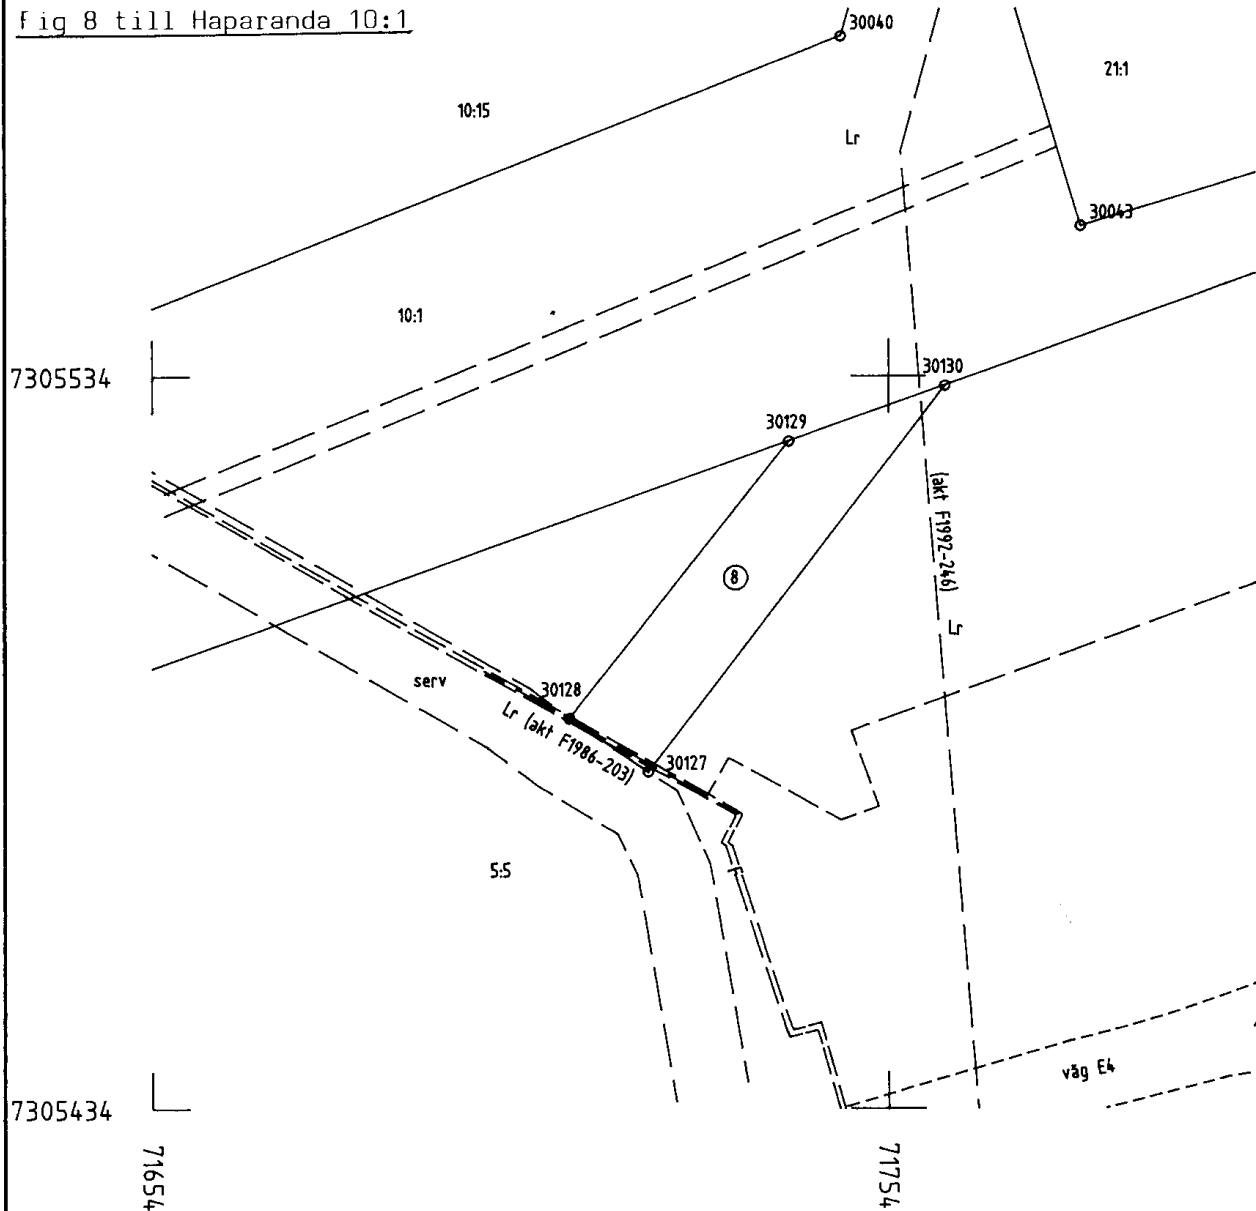 Fig 8 till Haparanda 10:1
30040
21:1
10:15
Lr
30043
10:1
7305534
30130
30129
(akt F1992-246)
8
Lr
serv
30128
Lr (akt F1986-203)
30127
5:5
väg E4
7305434
71654
71754